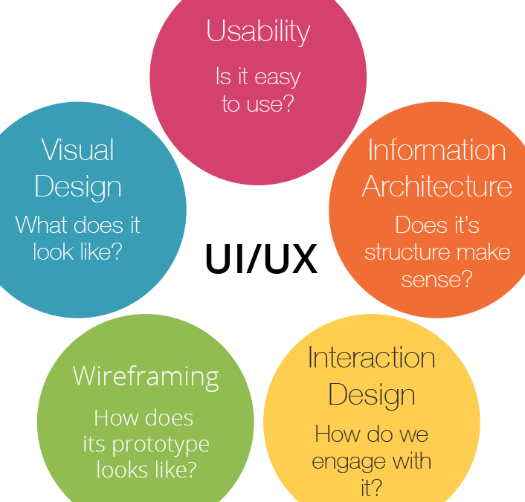 Usability
Is it easy
to use?
Visual
Design
What does it
look like?
Information
Architecture
Does it's
structure make
sense?
UI/UX
Wireframing
How does
its prototype
looks like?
Interaction
Design
How do we
engage with
it?